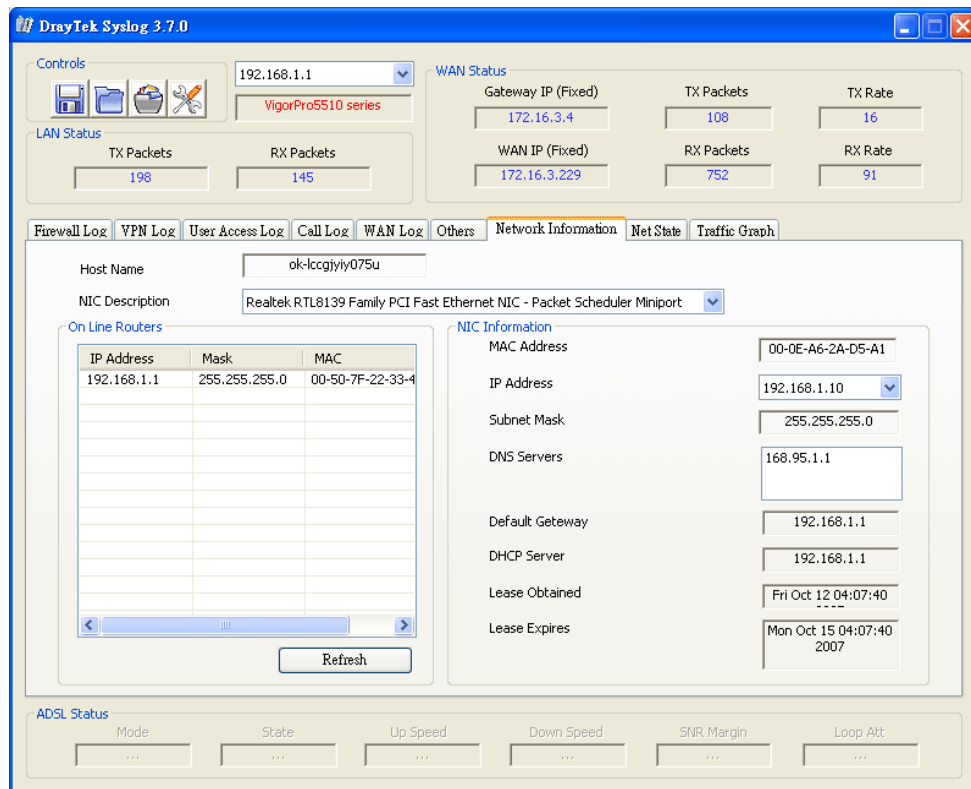 DrayTek Syslog 3.7.0
Controls
192.168.1.1
VigorPro5510 series
WAN Status
Gateway IP (Fixed)
TX Packets
TX Rate
172.16.3.4
108
16
WAN IP (Fixed)
RX Packets
RX Rate
172.16.3.229
752
91
LAN Status
TX Packets
RX Packets
198
145
Firewall Log
VPN Log
User Access Log
Call Log
WAN Log
Others
Network Information
Net State
Traffic Graph
Host Name
ok-lccgjyiy075u
NIC Description
Realtek RTL8139 Family PCI Fast Ethernet NIC - Packet Scheduler Miniport
On Line Routers
IP Address
Mask
MAC
192.168.1.1
255.255.255.0
00-50-7F-22-33-4
Refresh
NIC Information
MAC Address
00-0E-A6-2A-D5-A1
IP Address
192.168.1.10
Subnet Mask
255.255.255.0
DNS Servers
168.95.1.1
Default Geteway
192.168.1.1
DHCP Server
192.168.1.1
Lease Obtained
Fri Oct 12 04:07:40
Lease Expires
Mon Oct 15 04:07:40
2007
ADSL Status
Mode
State
Up Speed
Down Speed
SNR Margin
Loop Att
...
...
...
...
...
...